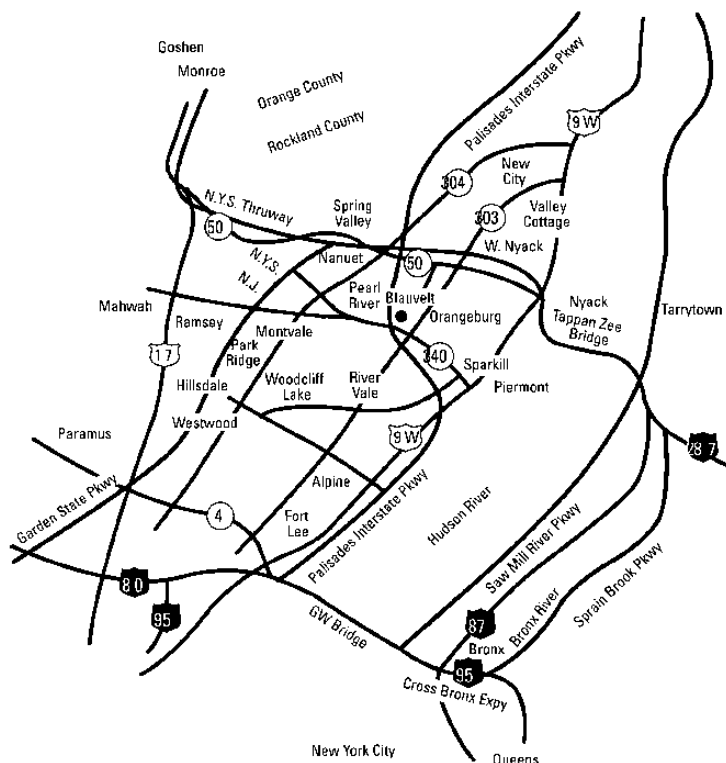 Goshen
Monroe
Orange County
Rockland County
Palisades Interstate Pkwy
9W
304
New
City
303
Valley
Cottage
Spring
Valley
N.Y.S. Thruway
50
W. Nyack
N.Y.S.
N.J.
Nanuet
50
Pearl
River
Blauvelt
Orangeburg
Nyack
Tappan Zee
Bridge
Tarrytown
Mahwah
Ramsey
Montvale
Park
Ridge
17
340
Sparkill
Piermont
Hillsdale
Woodcliff
Lake
River
Vale
Westwood
Paramus
9W
287
Garden State Pkwy
4
Alpine
Fort
Lee
Palisades Interstate Pkwy
Hudson River
Saw Mill River Pkwy
80
95
GW Bridge
87
Bronx
Bronx River
Sprain Brook Pkwy
95
Cross Bronx Expy
New York City
Queens